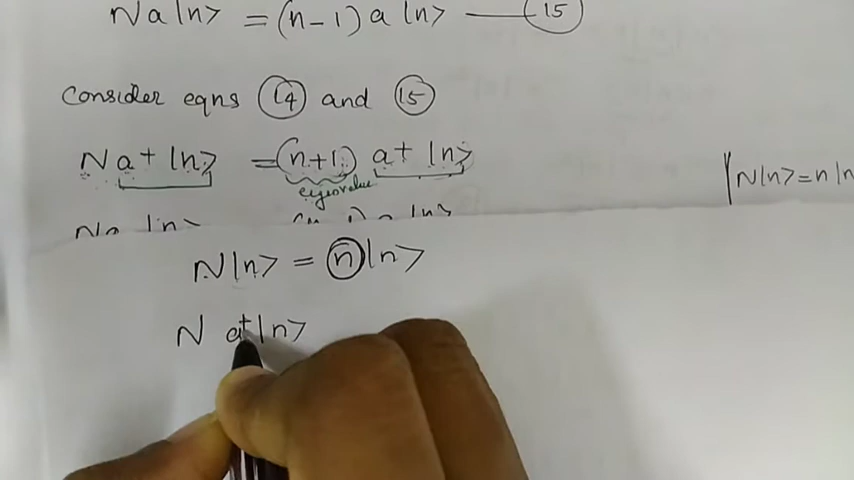 N a |n> = (n-1) a |n> — (15)
Consider eqns (14) and (15)
N a+ |n> = (n+1) a+ |n>
eigenvalue
|N|n> = n|n
N|n> = n|n>
N a+|n>